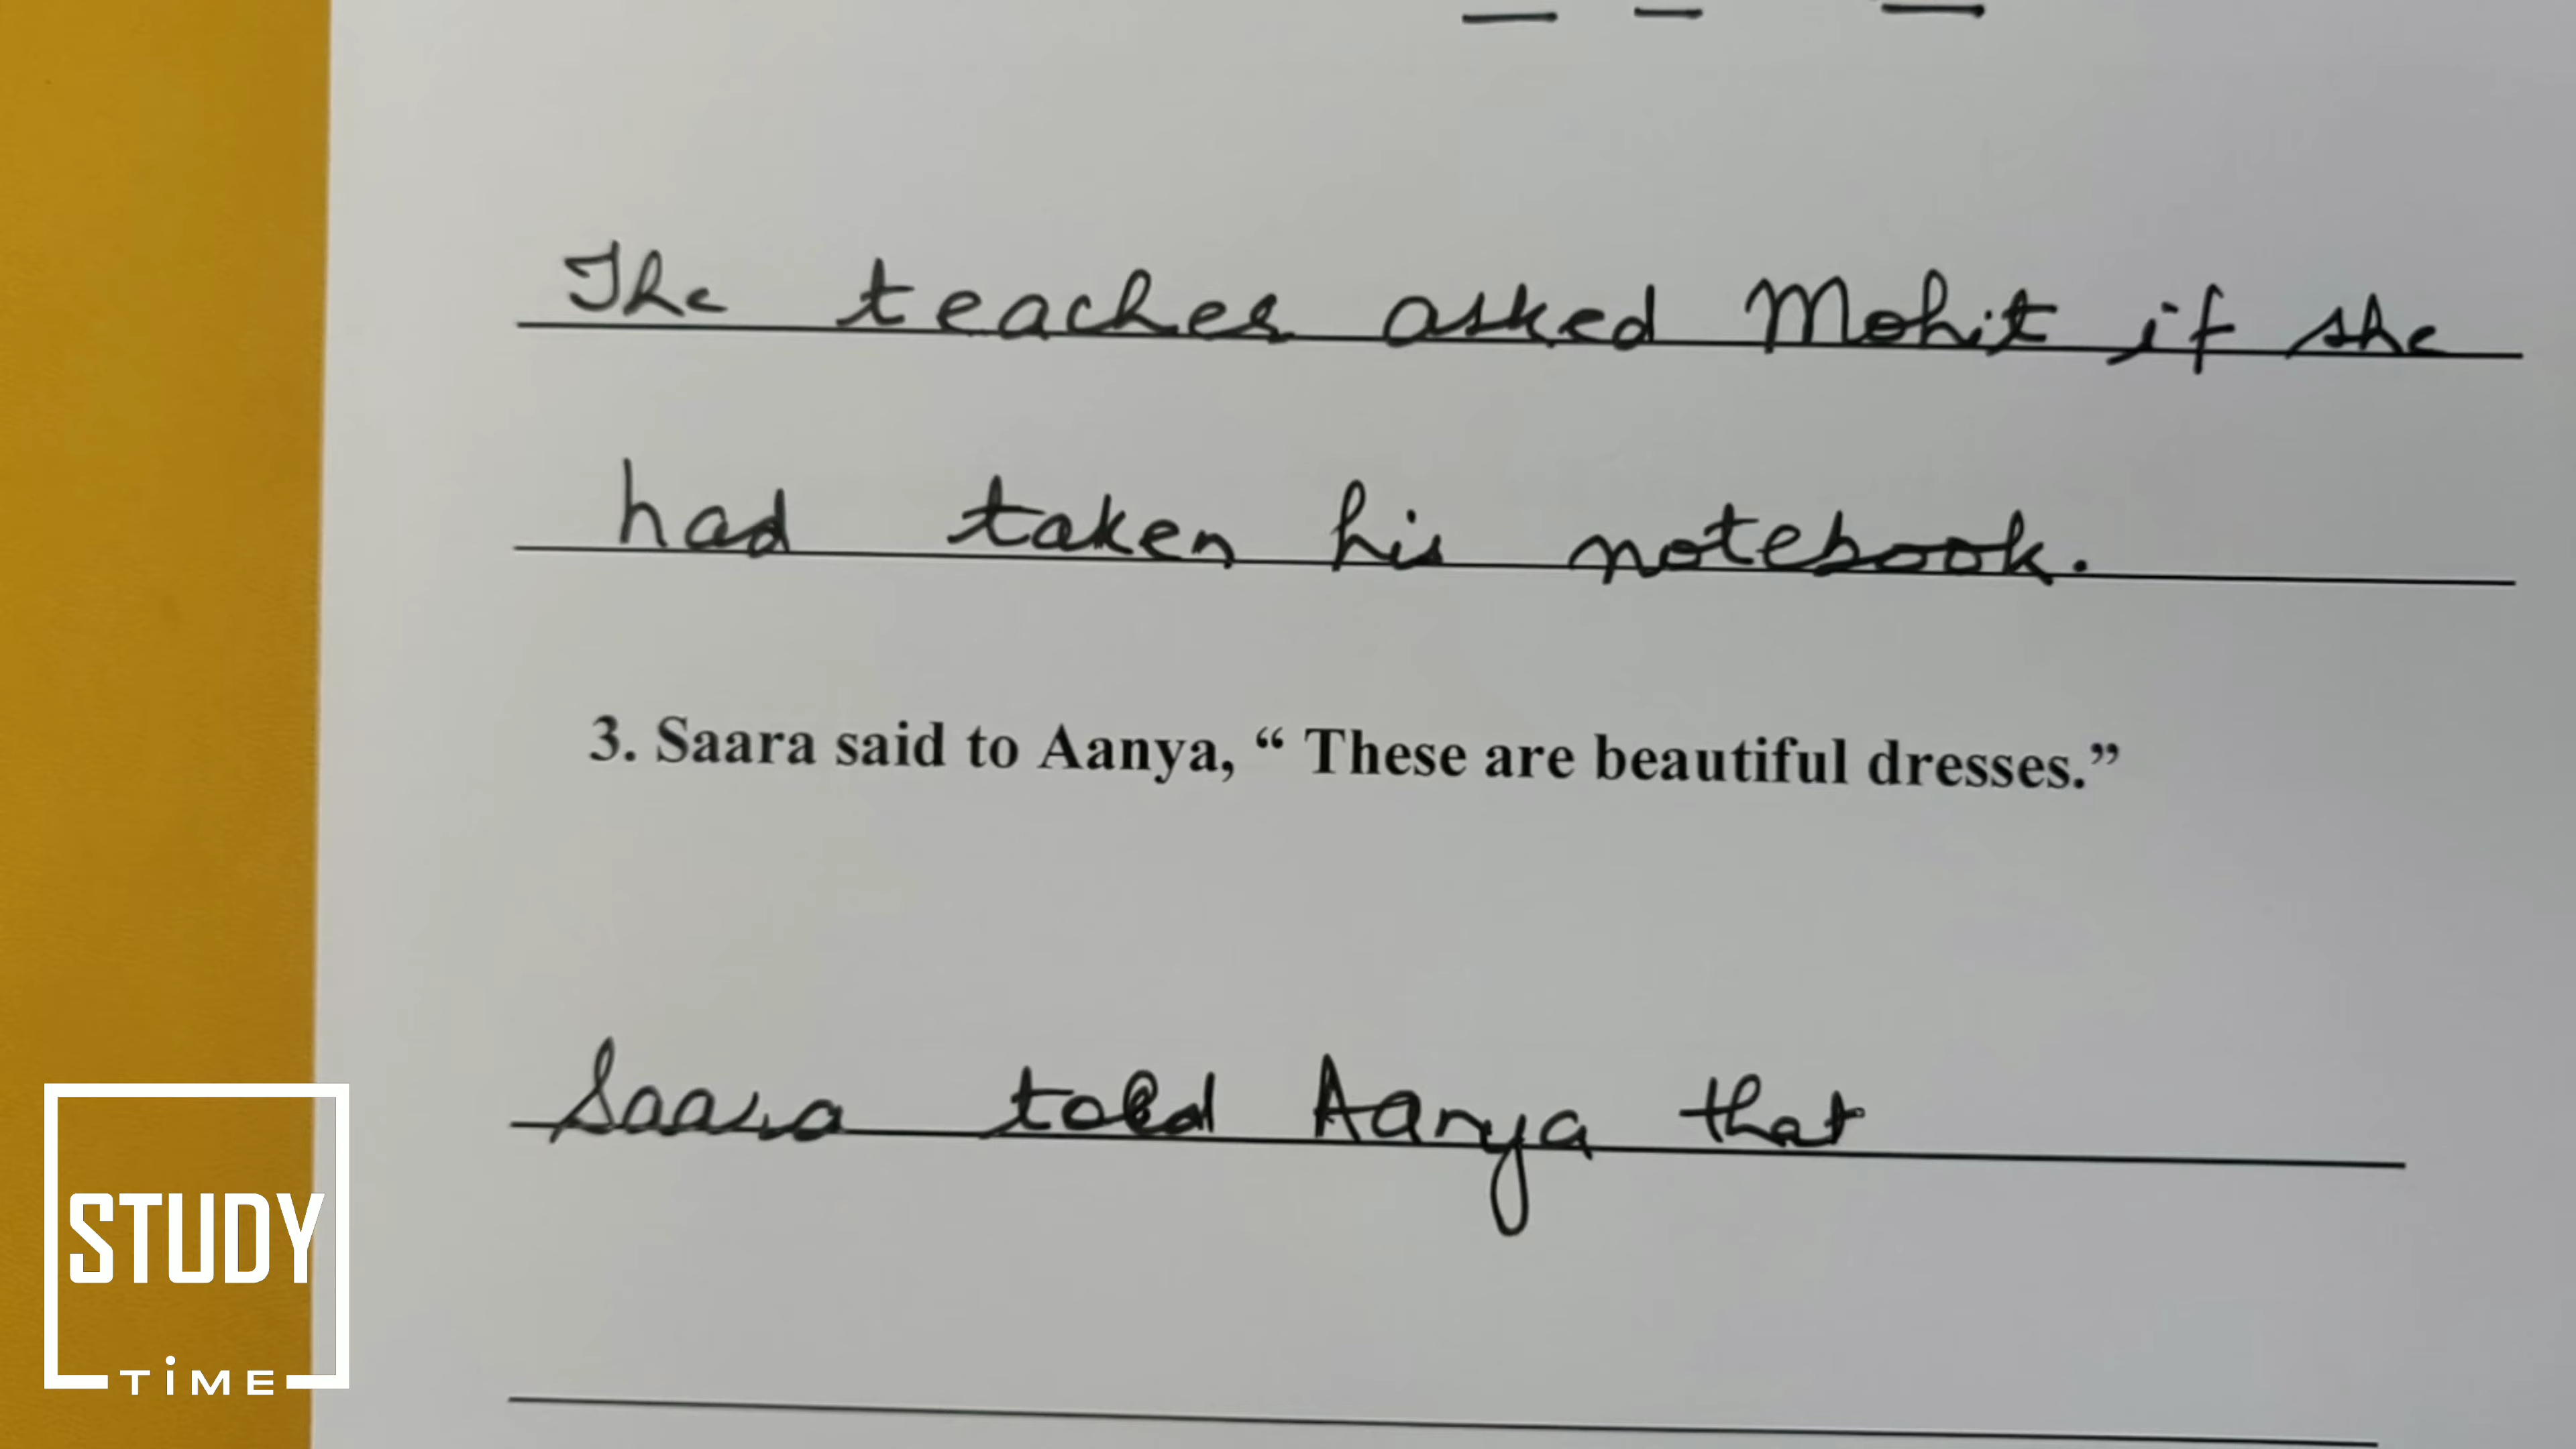 The teacher asked Mohit if she
had taken his notebook.
3. Saara said to Aanya, “ These are beautiful dresses.”
Saara told Aanya that
STUDY
TiME